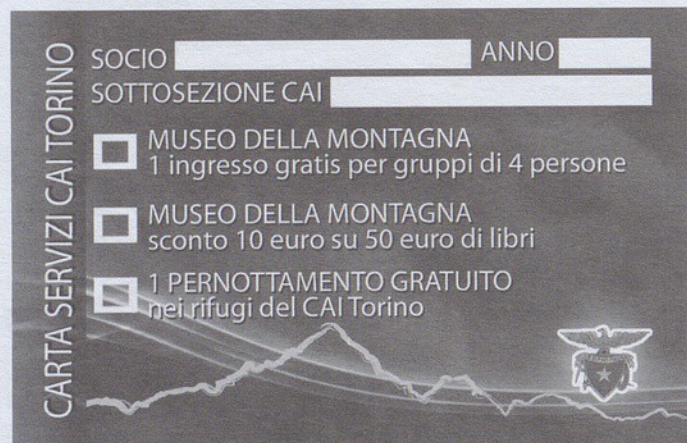 CARTA SERVIZI CAI TORINO
SOCIO ANNO
SOTTOSEZIONE CAI
MUSEO DELLA MONTAGNA
1 ingresso gratis per gruppi di 4 persone
MUSEO DELLA MONTAGNA
sconto 10 euro su 50 euro di libri
1 PERNOTTAMENTO GRATUITO
nei rifugi del CAI Torino